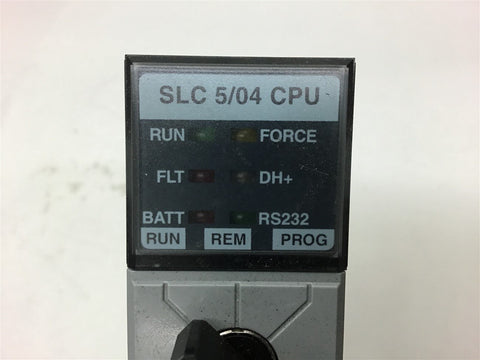 SLC 5/04 CPU
RUN FORCE
FLT DH+
BATT RS232
RUN REM PROG